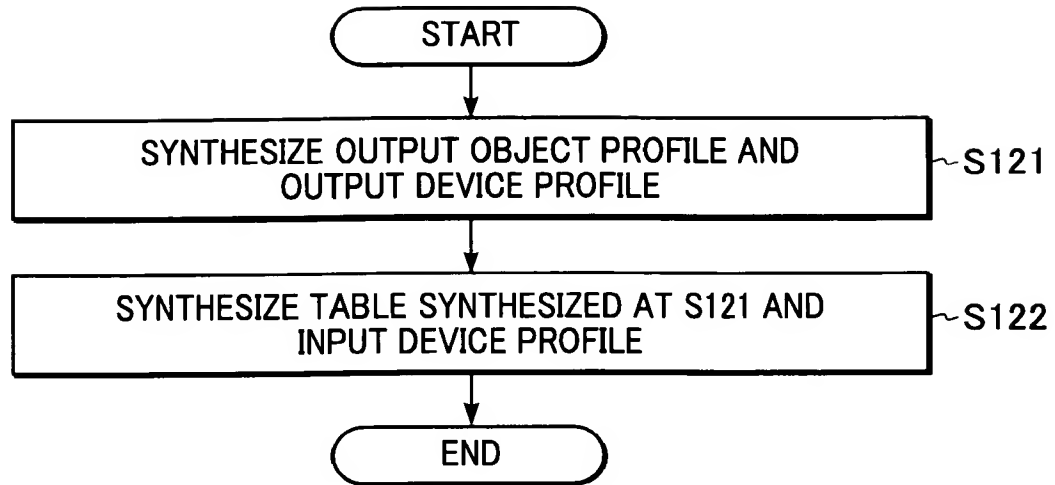 START
SYNTHESIZE OUTPUT OBJECT PROFILE AND
OUTPUT DEVICE PROFILE
S121
SYNTHESIZE TABLE SYNTHESIZED AT S121 AND
INPUT DEVICE PROFILE
S122
END